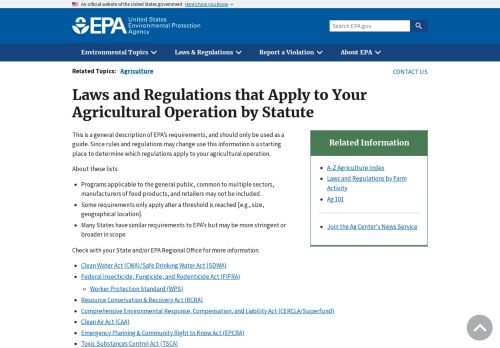 An official website of the United States government Here's how you know
EPA United States
Environmental Protection
Agency
Search EPA.gov
Environmental Topics Laws & Regulations Report a Violation About EPA
Related Topics: Agriculture
CONTACT US
Laws and Regulations that Apply to Your
Agricultural Operation by Statute
This is a general description of EPA's requirements, and should only be used as a
guide. Since rules and regulations may change use this information is a starting
place to determine which regulations apply to your agricultural operation.
About these lists:
Programs applicable to the general public, common to multiple sectors,
manufacturers of food products, and retailers may not be included.
Some requirements only apply after a threshold is reached [e.g., size,
geographical location].
Many States have similar requirements to EPA's but may be more stringent or
broader in scope.
Check with your State and/or EPA Regional Office for more information
Clean Water Act (CWA)/Safe Drinking Water Act (SDWA)
Federal Insecticide, Fungicide, and Rodenticide Act (FIFRA)
Worker Protection Standard (WPS)
Resource Conservation & Recovery Act (RCRA)
Comprehensive Environmental Response, Compensation, and Liability Act (CERCLA/Superfund)
Clean Air Act (CAA)
Emergency Planning & Community Right to Know Act (EPCRA)
Toxic Substances Control Act (TSCA)
Related Information
A-Z Agriculture Index
Laws and Regulations by Farm
Activity
Ag 101
Join the Ag Center's News Service